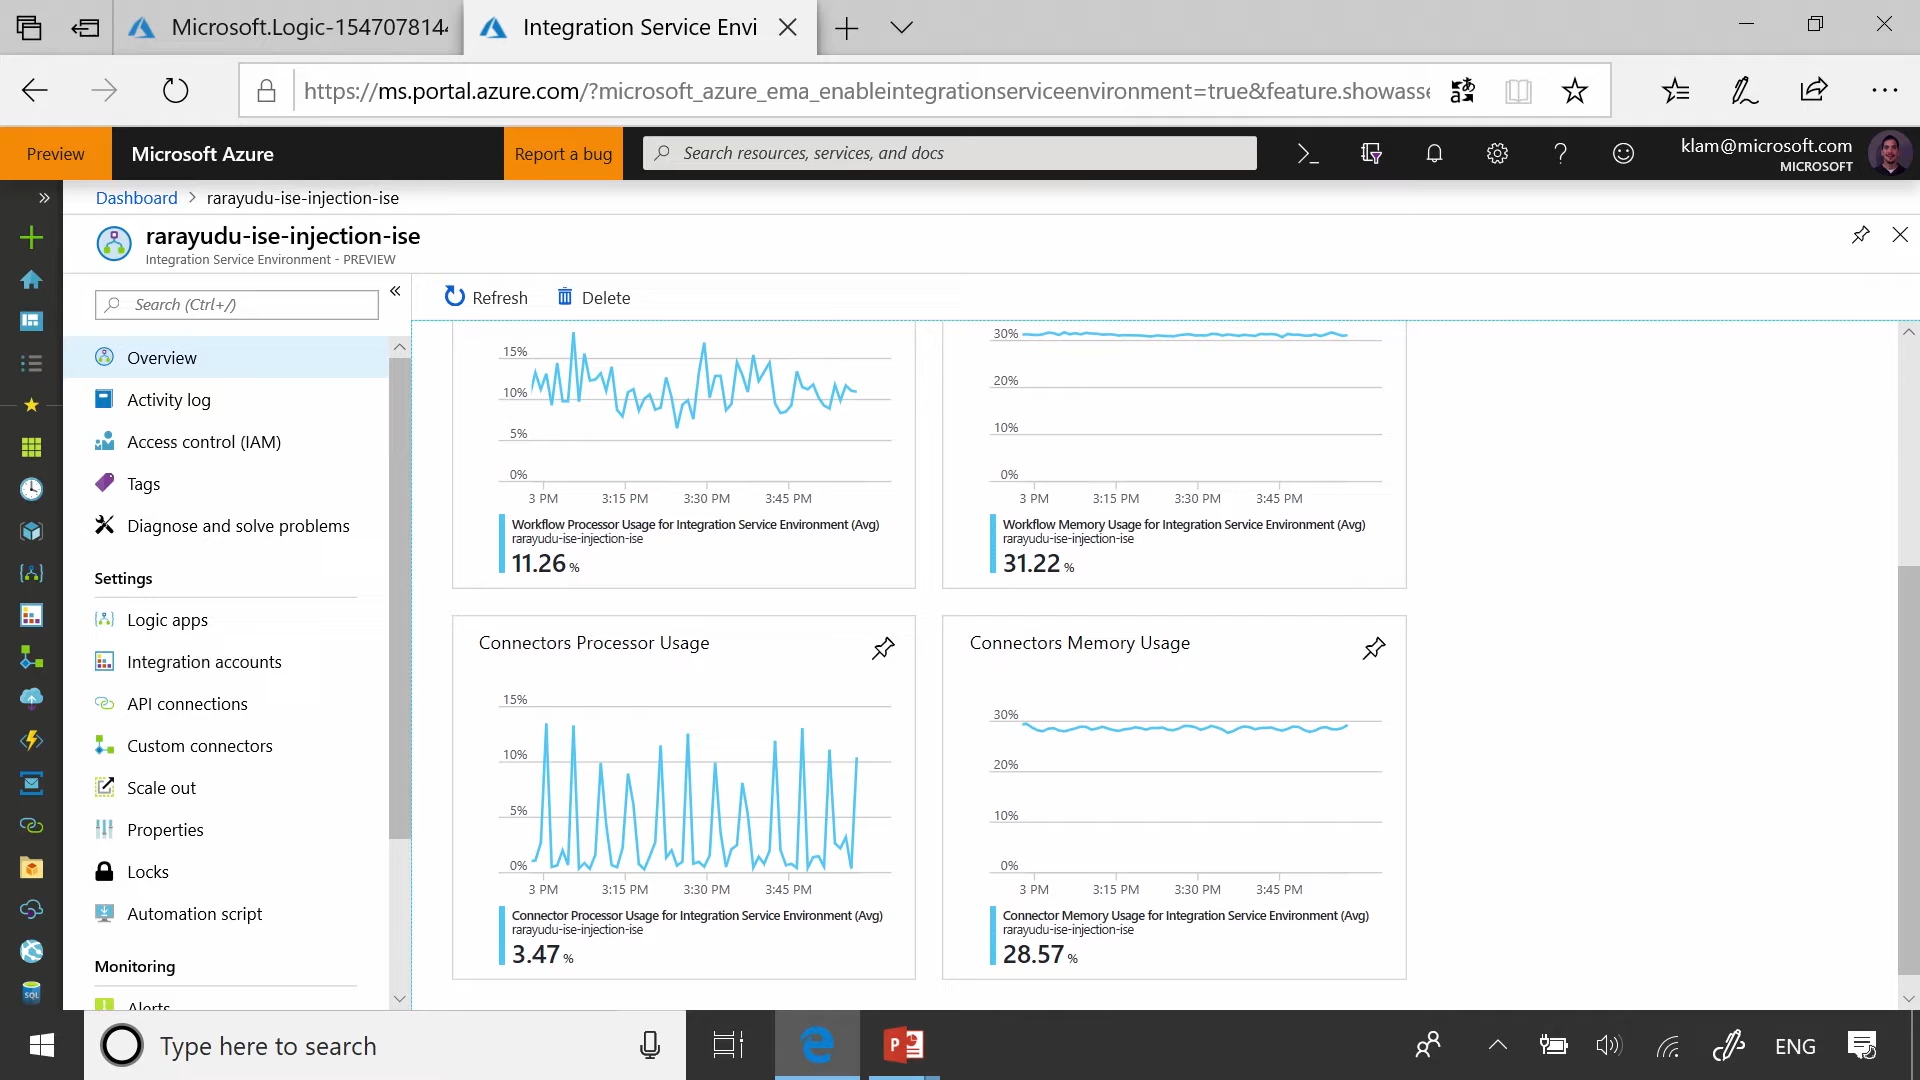 Microsoft.Logic-154707814
Integration Service Envi
https://ms.portal.azure.com/?microsoft_azure_ema_enableintegrationserviceenvironment=true&feature.showasse
Preview
Microsoft Azure
Report a bug
Search resources, services, and docs
klam@microsoft.com
MICROSOFT
Dashboard > rarayudu-ise-injection-ise
rarayudu-ise-injection-ise
Integration Service Environment - PREVIEW
Search (Ctrl+/)
Refresh
Delete
Overview
Activity log
Access control (IAM)
Tags
Diagnose and solve problems
Settings
Logic apps
Integration accounts
API connections
Custom connectors
Scale out
Properties
Locks
Automation script
Monitoring
Alerts
15%
10%
5%
0%
3 PM 3:15 PM 3:30 PM 3:45 PM
Workflow Processor Usage for Integration Service Environment (Avg)
rarayudu-ise-injection-ise
11.26 %
30%
20%
10%
0%
3 PM 3:15 PM 3:30 PM 3:45 PM
Workflow Memory Usage for Integration Service Environment (Avg)
rarayudu-ise-injection-ise
31.22 %
Connectors Processor Usage
15%
10%
5%
0%
3 PM 3:15 PM 3:30 PM 3:45 PM
Connector Processor Usage for Integration Service Environment (Avg)
rarayudu-ise-injection-ise
3.47 %
Connectors Memory Usage
30%
20%
10%
0%
3 PM 3:15 PM 3:30 PM 3:45 PM
Connector Memory Usage for Integration Service Environment (Avg)
rarayudu-ise-injection-ise
28.57 %
SQL
Type here to search
ENG